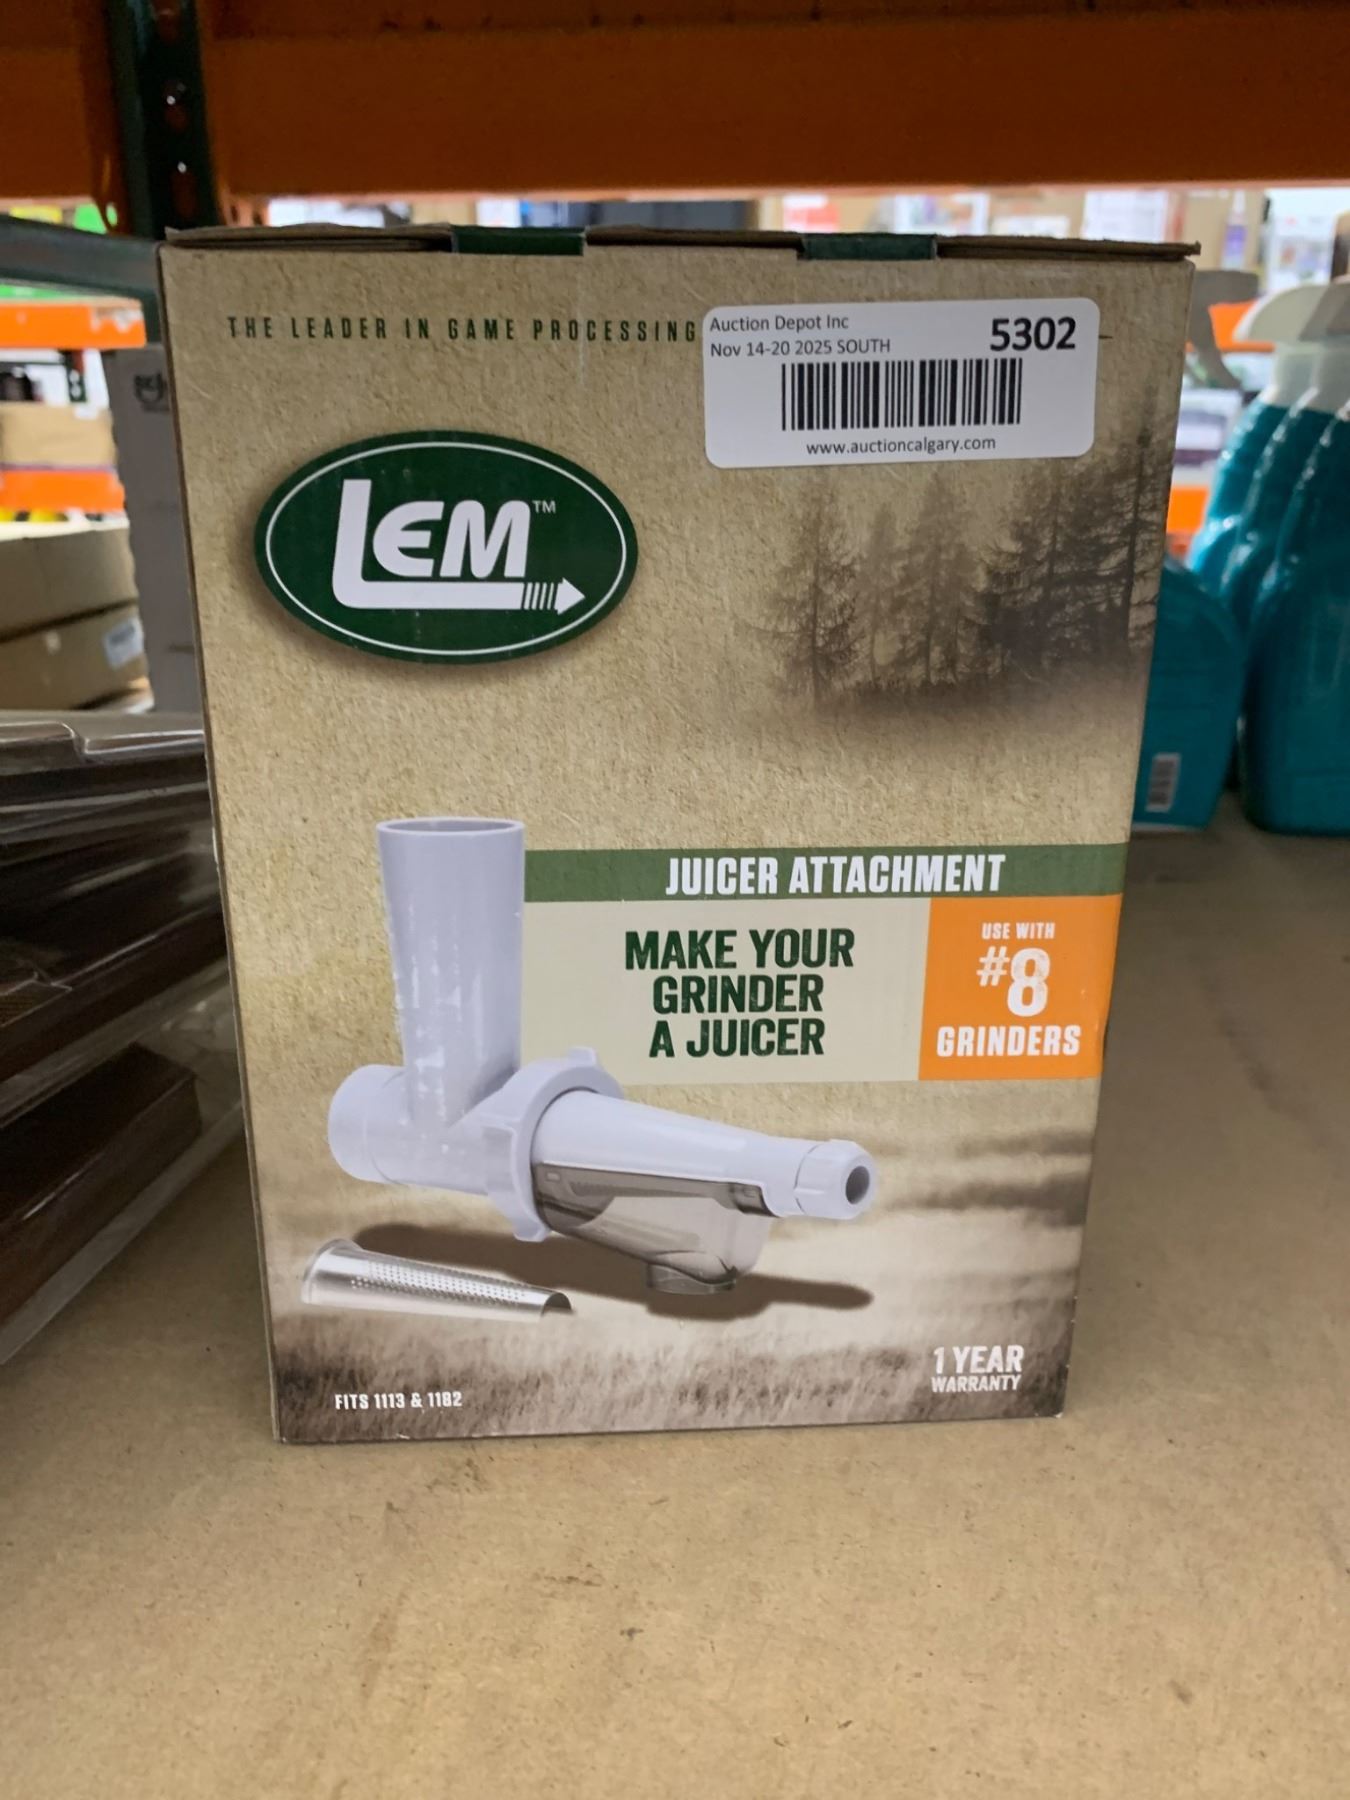 THE LEADER IN GAME PROCESSING
Auction Depot Inc
5302
Nov 14-20 2025 SOUTH
www.auctioncalgary.com
LEM™
JUICER ATTACHMENT
MAKE YOUR
GRINDER
A JUICER
USE WITH
#8
GRINDERS
1 YEAR
WARRANTY
FITS 1113 & 1182